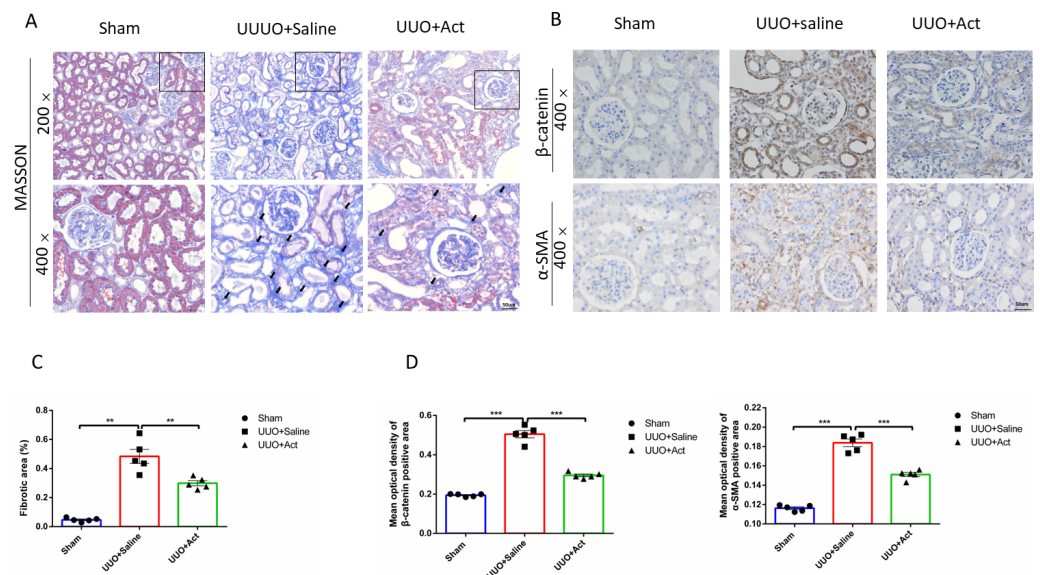 A
Sham
UUUO+Saline
UUO+Act
MASSON
200 ×
400 ×
50um
B
Sham
UUO+saline
UUO+Act
β-catenin
400 ×
α-SMA
400 ×
50um
C
Fibrotic area (%)
0.8
0.6
0.4
0.2
0.0
**
**
Sham
UUO+Saline
UUO+Act
Sham
UUO+Saline
UUO+Act
D
Mean optical density of
β-catenin positive area
0.6
0.4
0.2
0.0
***
***
Sham
UUO+Saline
UUO+Act
Sham
UUO+Saline
UUO+Act
Mean optical density of
α-SMA positive area
0.22
0.20
0.18
0.16
0.14
0.12
0.10
***
***
Sham
UUO+Saline
UUO+Act
Sham
UUO+Saline
UUO+Act